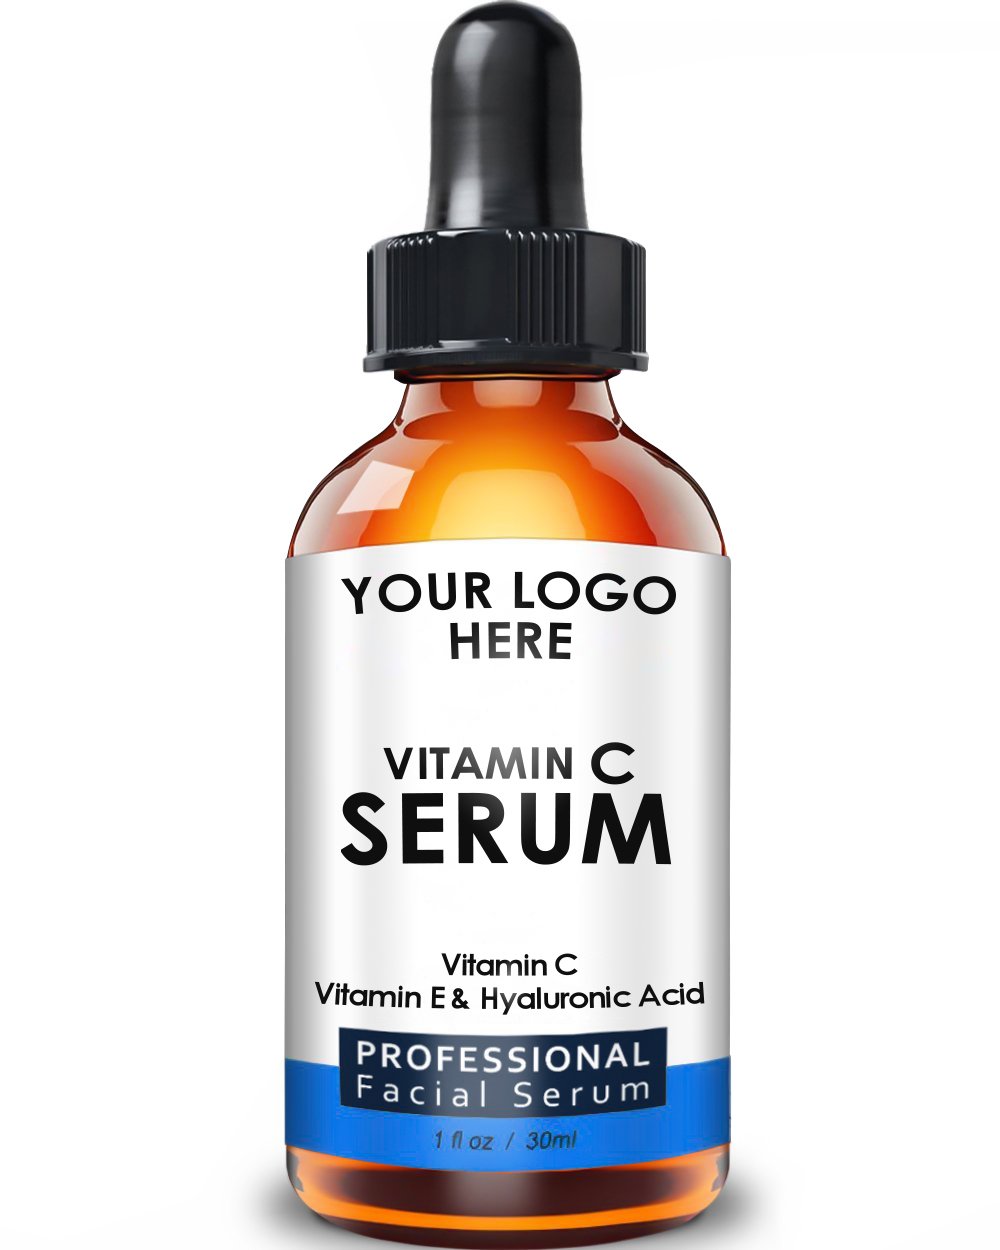 YOUR LOGO
HERE
VITAMIN C
SERUM
Vitamin C
Vitamin E & Hyaluronic Acid
PROFESSIONAL
Facial Serum
1 fl oz / 30ml